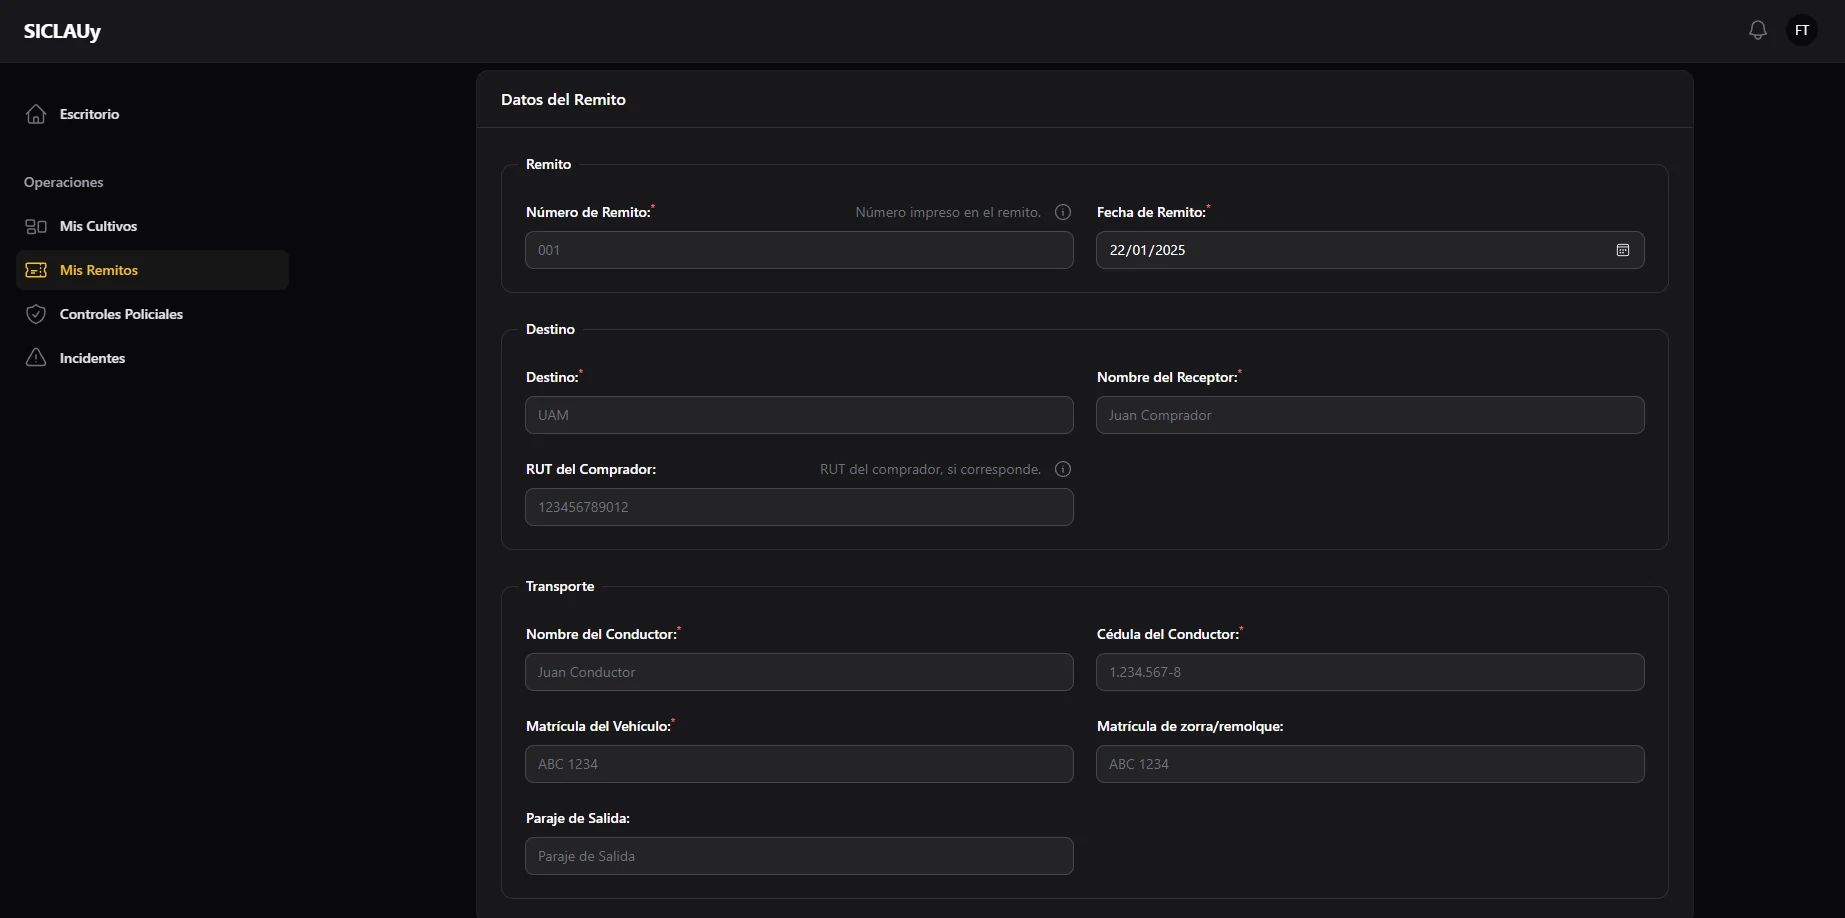 SICLAUy
FT
Escritorio
Operaciones
Mis Cultivos
Mis Remitos
Controles Policiales
Incidentes
Datos del Remito
Remito
Número de Remito:*
Número impreso en el remito.
001
Fecha de Remito:*
22/01/2025
Destino
Destino:*
UAM
Nombre del Receptor:*
Juan Comprador
RUT del Comprador:
RUT del comprador, si corresponde.
123456789012
Transporte
Nombre del Conductor:*
Juan Conductor
Cédula del Conductor:*
1.234.567-8
Matrícula del Vehículo:*
ABC 1234
Matrícula de zorra/remolque:
ABC 1234
Paraje de Salida:
Paraje de Salida